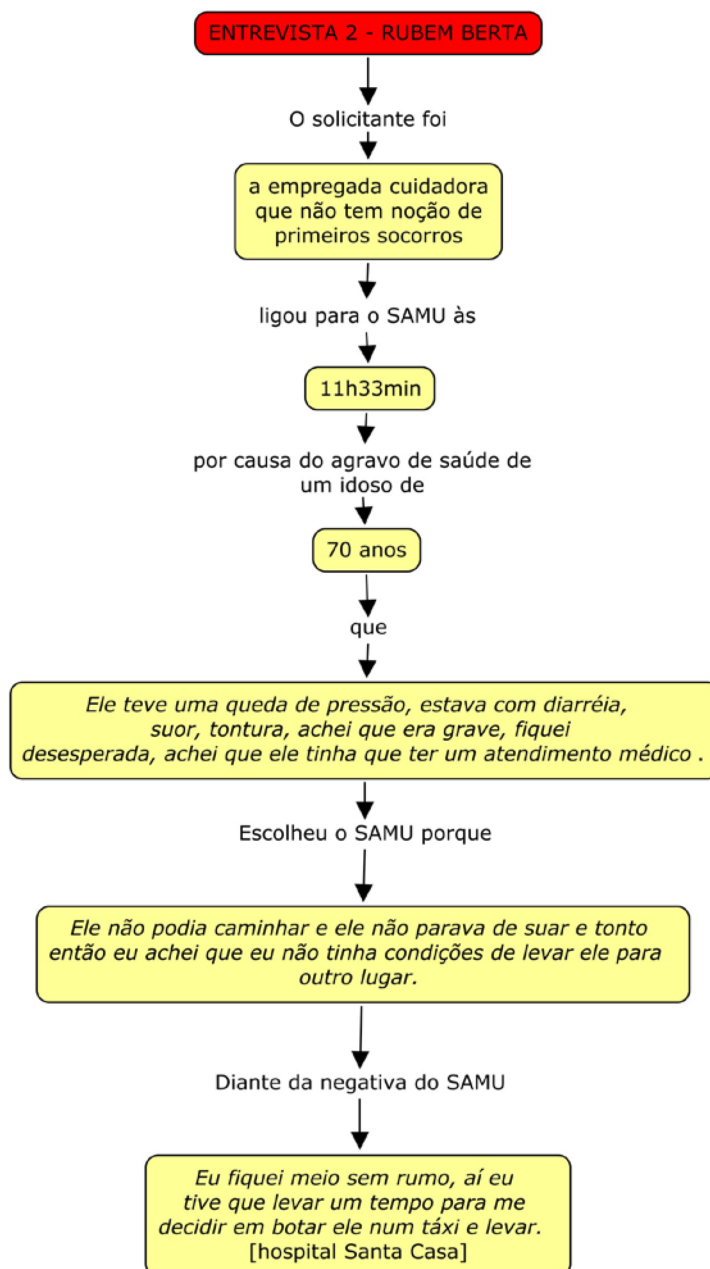 ENTREVISTA 2 - RUBEM BERTA
O solicitante foi
a empregada cuidadora
que não tem noção de
primeiros socorros
ligou para o SAMU às
11h33min
por causa do agravo de saúde de
um idoso de
70 anos
que
Ele teve uma queda de pressão, estava com diarréia,
suor, tontura, achei que era grave, fiquei
desesperada, achei que ele tinha que ter um atendimento médico .
Escolheu o SAMU porque
Ele não podia caminhar e ele não parava de suar e tonto
então eu achei que eu não tinha condições de levar ele para
outro lugar.
Diante da negativa do SAMU
Eu fiquei meio sem rumo, aí eu
tive que levar um tempo para me
decidir em botar ele num táxi e levar.
[hospital Santa Casa]